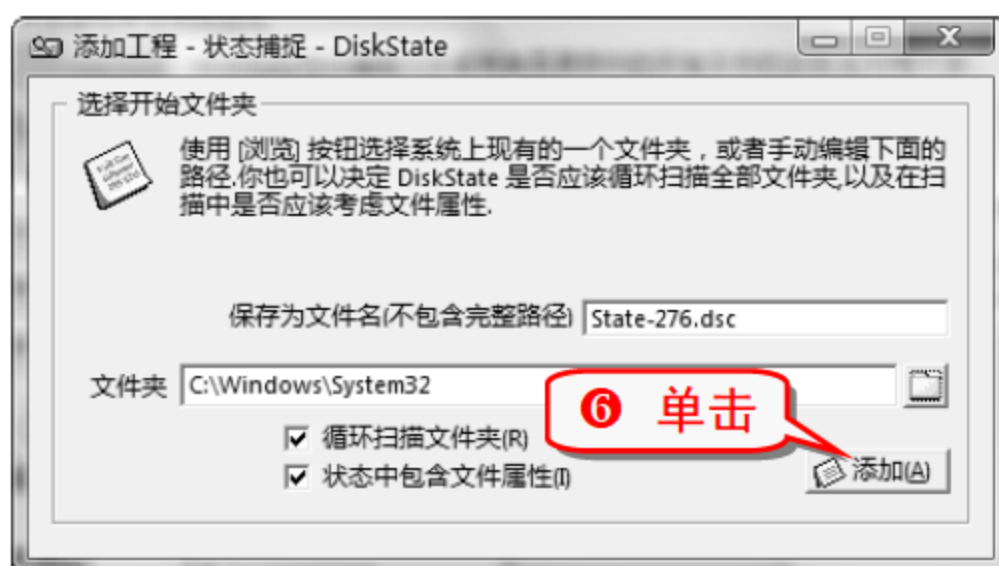 添加工程 - 状态捕捉 - DiskState
选择开始文件夹
使用 [浏览] 按钮选择系统上现有的一个文件夹，或者手动编辑下面的
路径.你也可以决定 DiskState 是否应该循环扫描全部文件夹,以及在扫
描中是否应该考虑文件属性.
保存为文件名(不包含完整路径) State-276.dsc
文件夹 C:\Windows\System32
❻ 单击
循环扫描文件夹(R)
状态中包含文件属性(I)
添加(A)